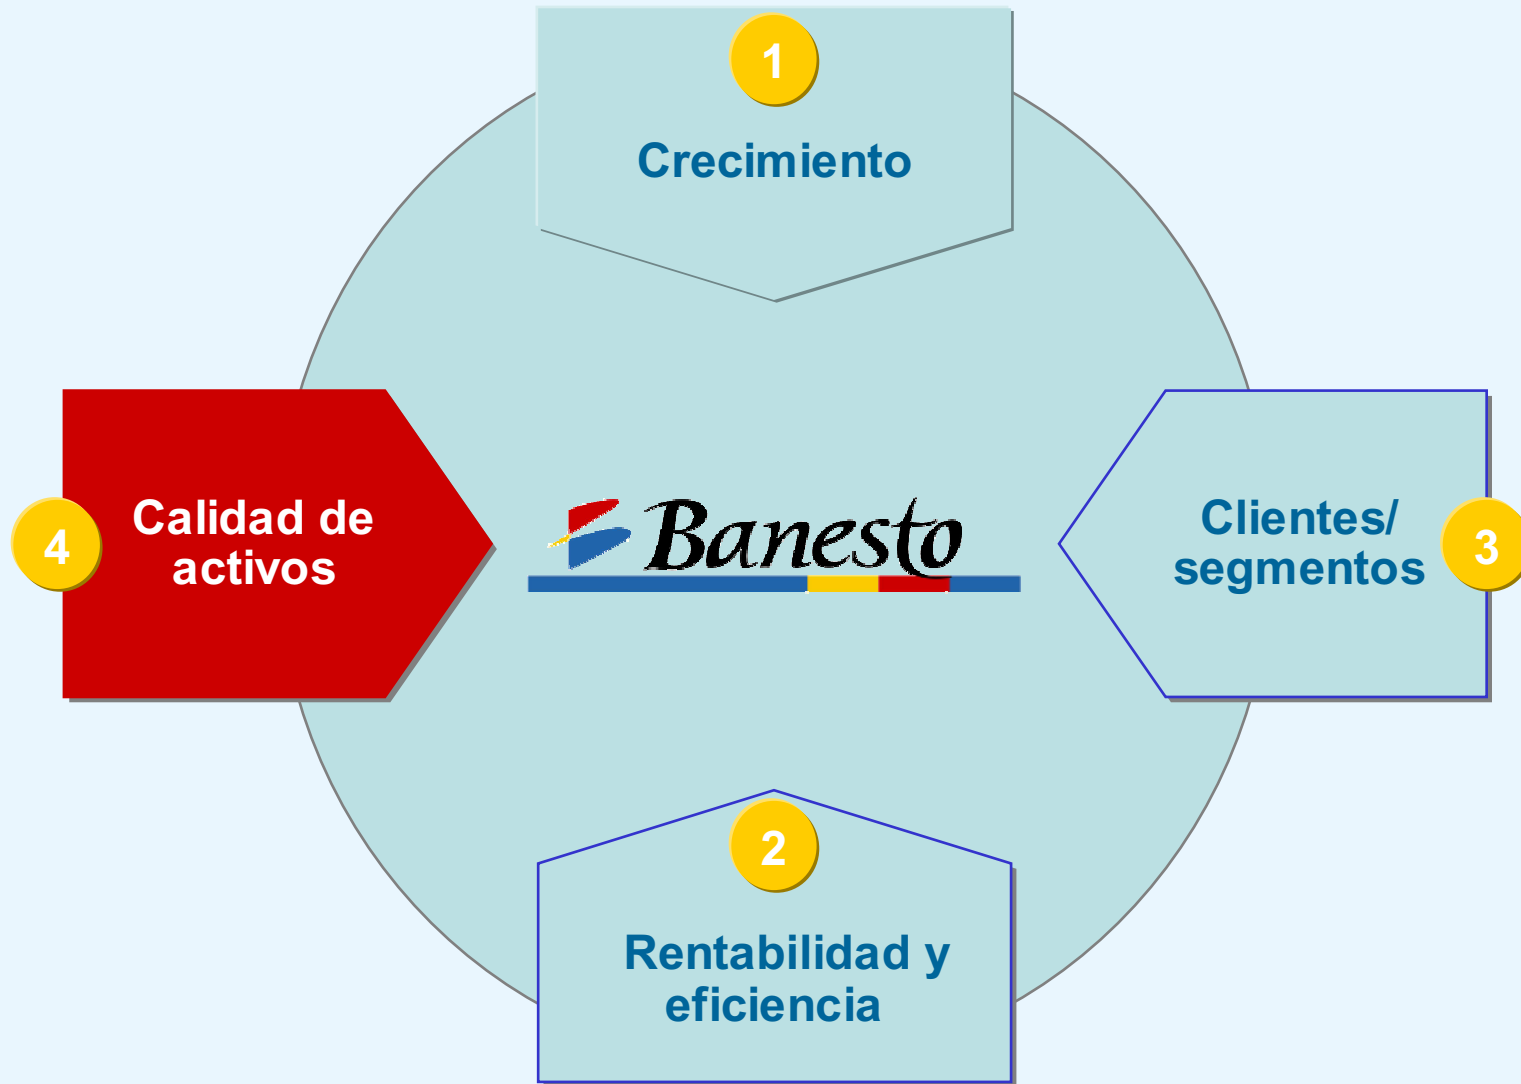 1
Crecimiento
4
Calidad de
activos
Banesto
Clientes/
segmentos
3
2
Rentabilidad y
eficiencia